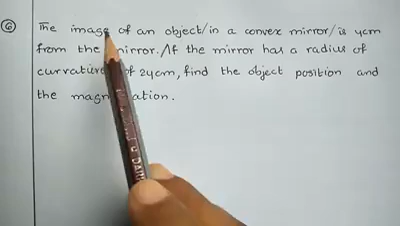 6 The image of an object/in a convex mirror/is 4cm
from the mirror./If the mirror has a radius of
curvature of 24cm, find the object position and
the magnation.